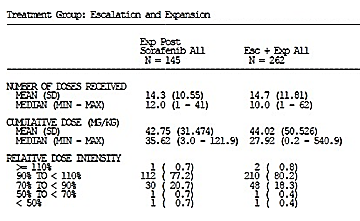 Treatment Group: Escalation and Expansion
Exp Post
Sorafenib All Esc + Exp All
N = 145 N = 262
NUMBER OF DOSES RECEIVED
MEAN (SD) 14.3 (10.55) 14.7 (11.81)
MEDIAN (MIN - MAX) 12.0 (1 - 41) 10.0 (1 - 62)
CUMULATIVE DOSE (MG/KG)
MEAN (SD) 42.75 (31.474) 44.02 (50.526)
MEDIAN (MIN - MAX) 35.62 (3.0 - 121.9) 27.92 (0.2 - 540.9)
RELATIVE DOSE INTENSITY
>= 110% 1 ( 0.7) 2 ( 0.8)
90% TO < 110% 112 ( 77.2) 210 ( 80.2)
70% TO < 90% 30 ( 20.7) 48 ( 18.3)
50% TO < 70% 1 ( 0.7) 1 ( 0.4)
< 50% 1 ( 0.7) 1 ( 0.4)